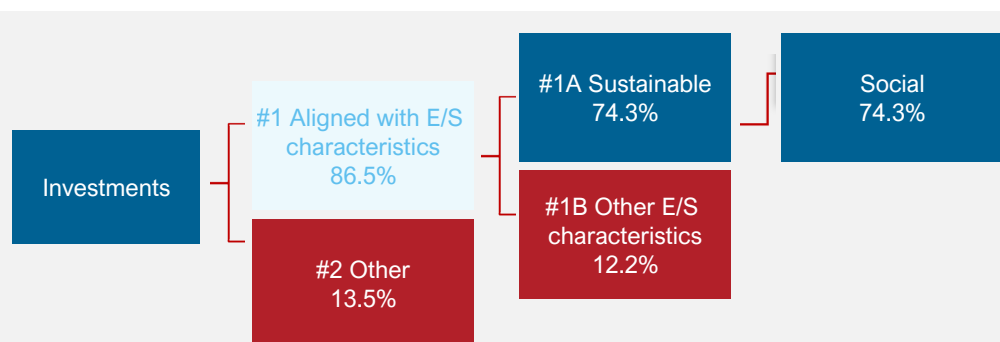 Investments
#1 Aligned with E/S
characteristics
86.5%
#2 Other
13.5%
#1A Sustainable
74.3%
#1B Other E/S
characteristics
12.2%
Social
74.3%